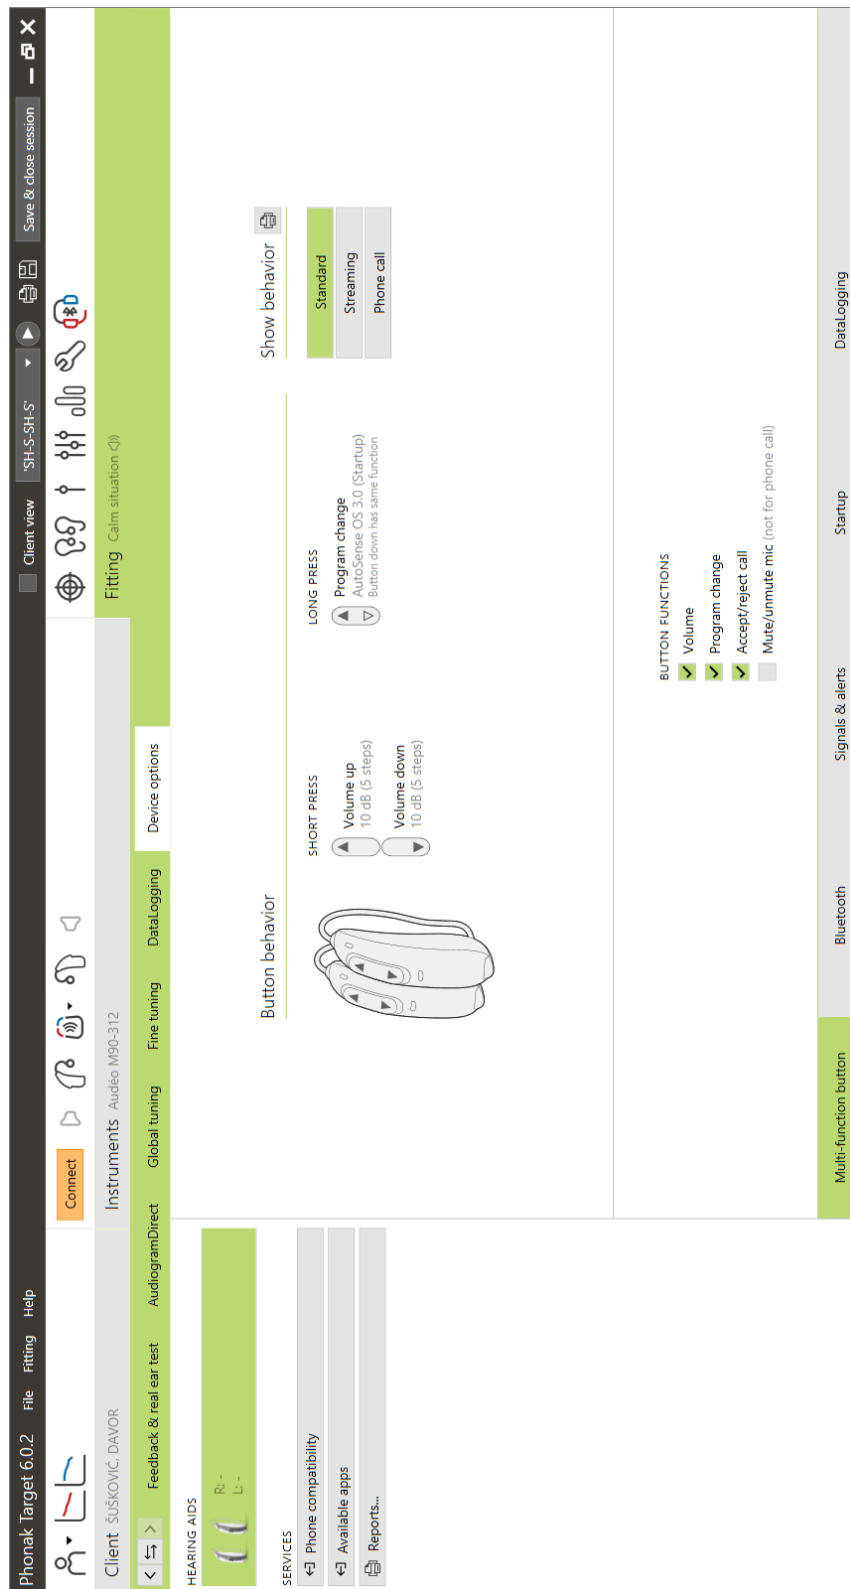 Phonak Target 6.0.2 File Fitting Help Client view 'SH-S-SH-S' Save & close session
Connect
Client ŠUŠKOVIĆ, DAVOR Instruments Audéo M90-312 Fitting Calm situation
Feedback & real ear test AudiogramDirect Global tuning Fine tuning DataLogging Device options
HEARING AIDS
R: -
L: -
SERVICES
Phone compatibility
Available apps
Reports...
Button behavior
SHORT PRESS
Volume up
10 dB (5 steps)
Volume down
10 dB (5 steps)
LONG PRESS
Program change
AutoSense OS 3.0 (Startup)
Button down has same function
Show behavior
Standard
Streaming
Phone call
BUTTON FUNCTIONS
Volume
Program change
Accept/reject call
Mute/unmute mic (not for phone call)
Multi-function button Bluetooth Signals & alerts Startup DataLogging